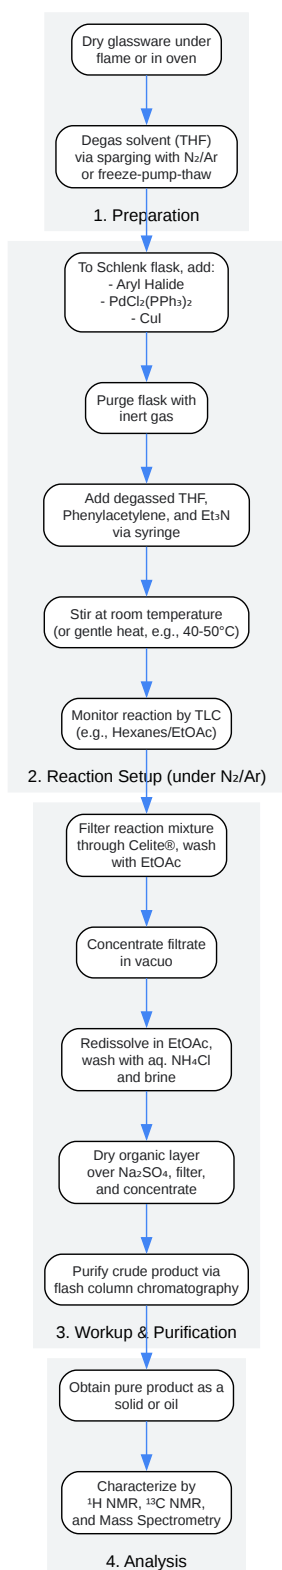 Dry glassware under
flame or in oven
Degas solvent (THF)
via sparging with N₂/Ar
or freeze-pump-thaw
1. Preparation
To Schlenk flask, add:
- Aryl Halide
- PdCl₂(PPh₃)₂
- CuI
Purge flask with
inert gas
Add degassed THF,
Phenylacetylene, and Et₃N
via syringe
Stir at room temperature
(or gentle heat, e.g., 40-50°C)
Monitor reaction by TLC
(e.g., Hexanes/EtOAc)
2. Reaction Setup (under N₂/Ar)
Filter reaction mixture
through Celite®, wash
with EtOAc
Concentrate filtrate
in vacuo
Redissolve in EtOAc,
wash with aq. NH₄Cl
and brine
Dry organic layer
over Na₂SO₄, filter,
and concentrate
Purify crude product via
flash column chromatography
3. Workup & Purification
Obtain pure product as a
solid or oil
Characterize by
¹H NMR, ¹³C NMR,
and Mass Spectrometry
4. Analysis